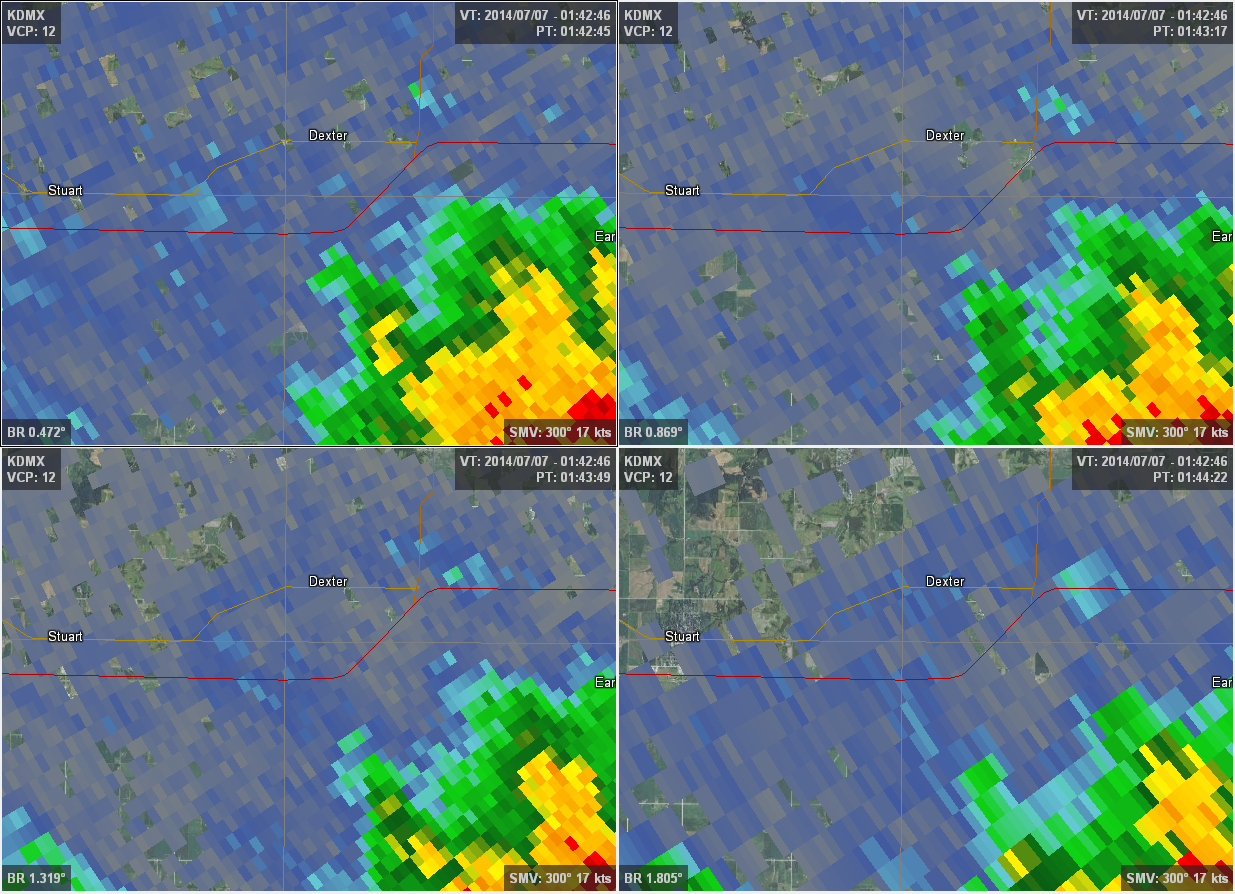 KDMX
VCP: 12
VT: 2014/07/07 - 01:42:46
PT: 01:42:45
Dexter
Stuart
Ear
BR 0.472°
SMV: 300° 17 kts
KDMX
VCP: 12
VT: 2014/07/07 - 01:42:46
PT: 01:43:17
Dexter
Stuart
Ear
BR 0.869°
SMV: 300° 17 kts
KDMX
VCP: 12
VT: 2014/07/07 - 01:42:46
PT: 01:43:49
Dexter
Stuart
Ear
BR 1.319°
SMV: 300° 17 kts
KDMX
VCP: 12
VT: 2014/07/07 - 01:42:46
PT: 01:44:22
Dexter
Stuart
Ear
BR 1.805°
SMV: 300° 17 kts